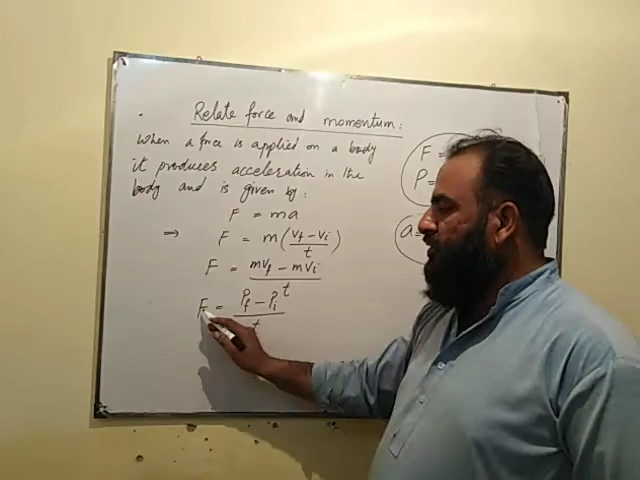 Relate force and momentum:
When a force is applied on a body
it produces acceleration in the
body and is given by:
F = ma
⇒ F = m(vf - vi / t)
F = mvf - mvi / t
F = Pf - Pi / t
F =
P =
a =